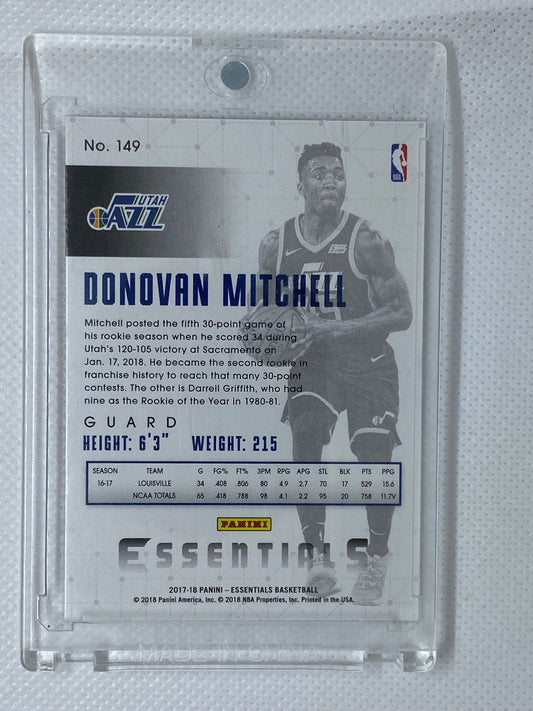 No. 149
NBA
UTAH
JAZZ
DONOVAN MITCHELL
Mitchell posted the fifth 30-point game of
his rookie season when he scored 34 during
Utah's 120-105 victory at Sacramento on
Jan. 17, 2018. He became the second rookie in
franchise history to reach that many 30-point
contests. The other is Darrell Griffith, who had
nine as the Rookie of the Year in 1980-81.
GUARD
HEIGHT: 6'3" WEIGHT: 215
SEASON TEAM G FG% FT% 3PM RPG APG STL BLK PTS PPG
16-17 LOUISVILLE 34 .408 .806 80 4.9 2.7 70 17 529 15.6
NCAA TOTALS 65 .418 .788 98 4.1 2.2 95 20 758 11.7V
PANINI
ESSENTIALS
2017-18 PANINI – ESSENTIALS BASKETBALL
© 2018 Panini America, Inc. © 2018 NBA Properties, Inc. Printed in the USA.